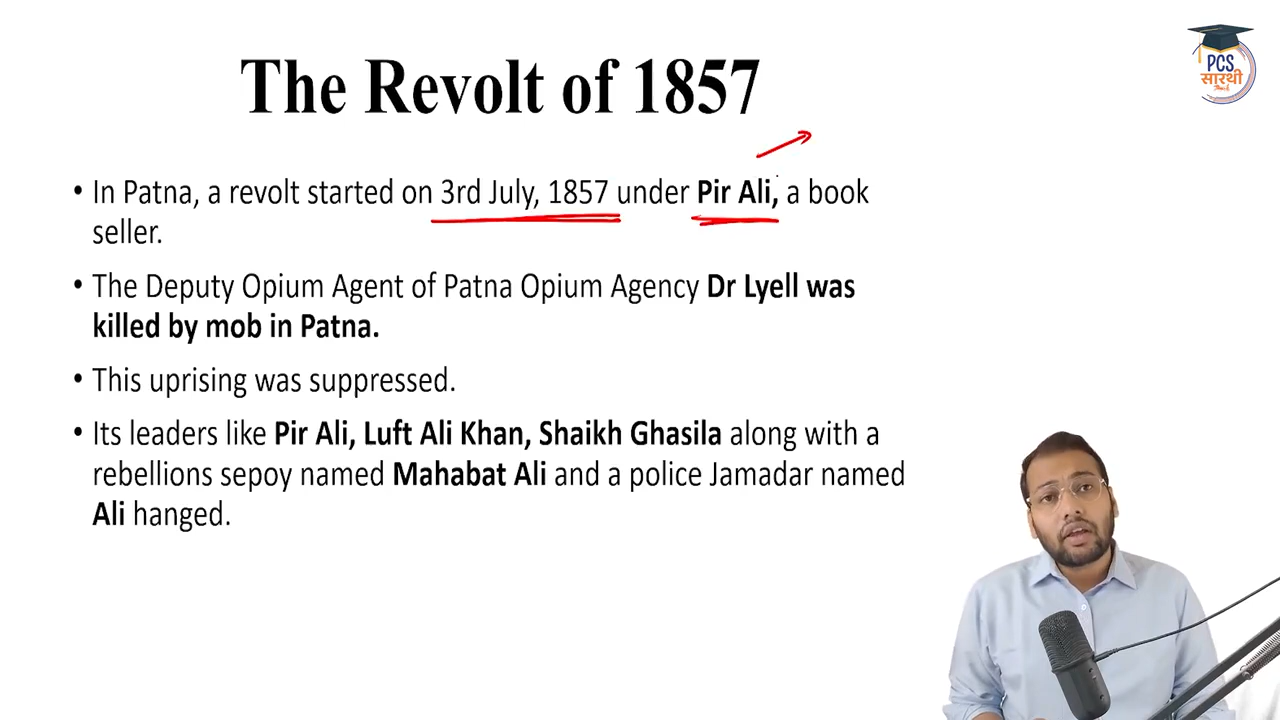 The Revolt of 1857
PCS
सारथी
• In Patna, a revolt started on 3rd July, 1857 under Pir Ali, a book
seller.
• The Deputy Opium Agent of Patna Opium Agency Dr Lyell was
killed by mob in Patna.
• This uprising was suppressed.
• Its leaders like Pir Ali, Luft Ali Khan, Shaikh Ghasila along with a
rebellions sepoy named Mahabat Ali and a police Jamadar named
Ali hanged.